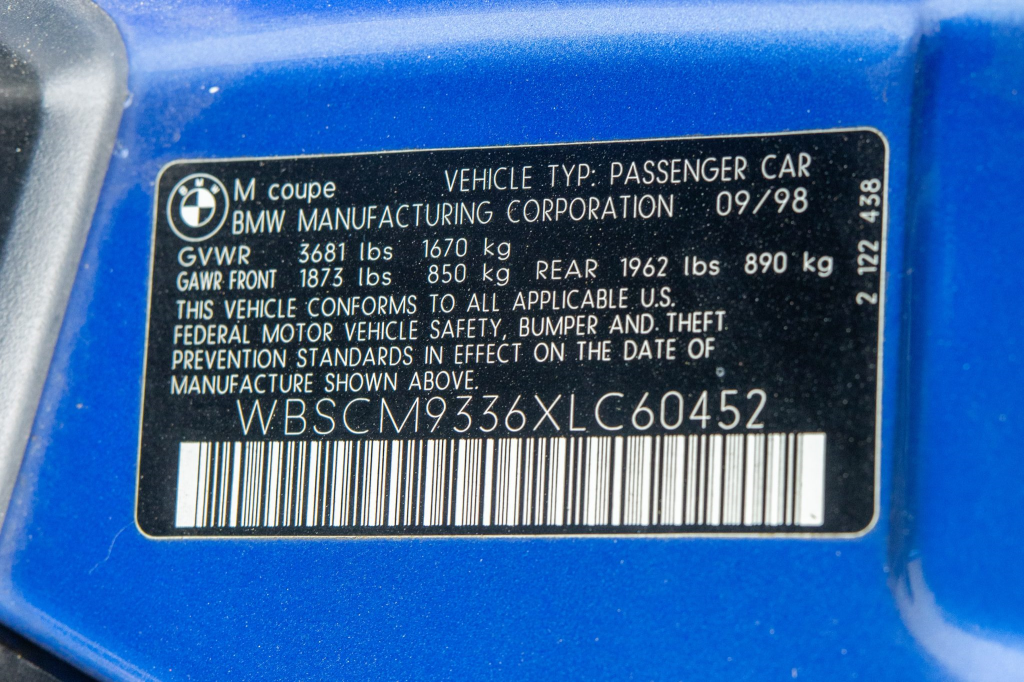 M coupe VEHICLE TYP: PASSENGER CAR
BMW MANUFACTURING CORPORATION 09/98
GVWR 3681 lbs 1670 kg
GAWR FRONT 1873 lbs 850 kg REAR 1962 lbs 890 kg
THIS VEHICLE CONFORMS TO ALL APPLICABLE U.S.
FEDERAL MOTOR VEHICLE SAFETY, BUMPER AND THEFT
PREVENTION STANDARDS IN EFFECT ON THE DATE OF
MANUFACTURE SHOWN ABOVE.
WBSCM9336XLC60452
2 122 438